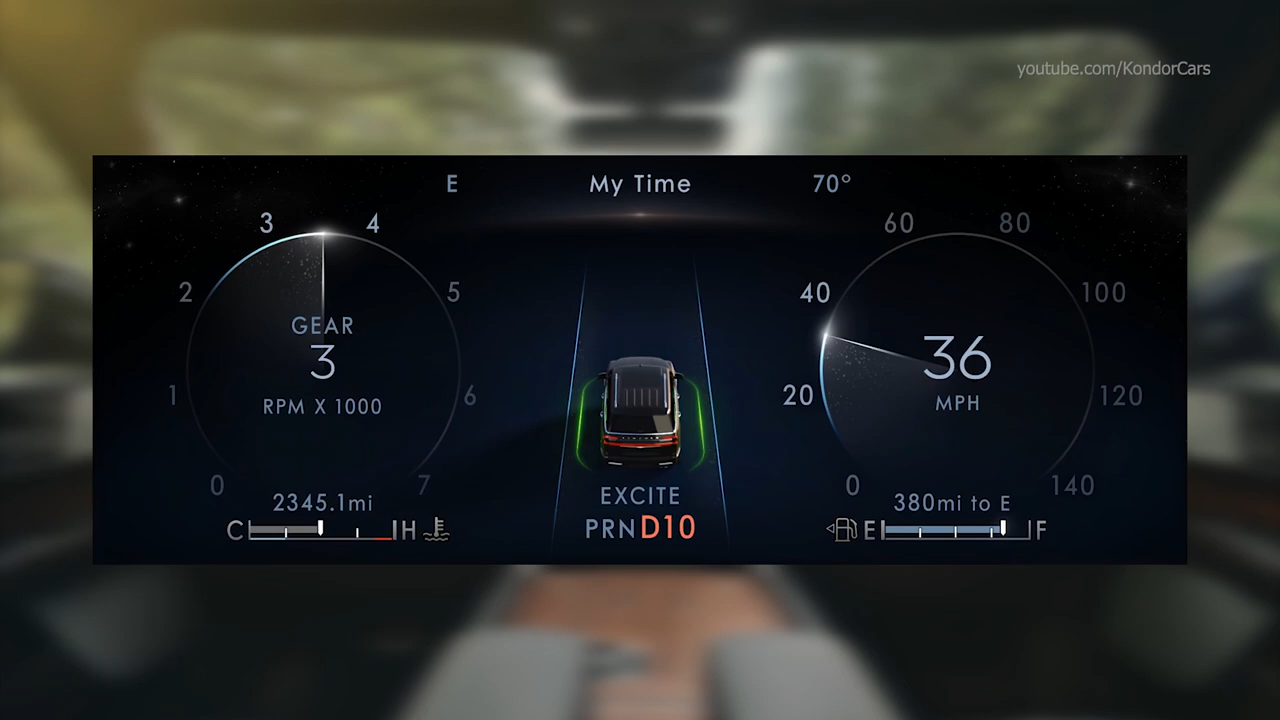 youtube.com/KondorCars
E My Time 70°
3 4
2 5
GEAR
3
1 6
RPM X 1000
0 7
2345.1mi
C H
EXCITE
PRND10
60 80
40 100
36
20 120
MPH
0 140
380mi to E
E F